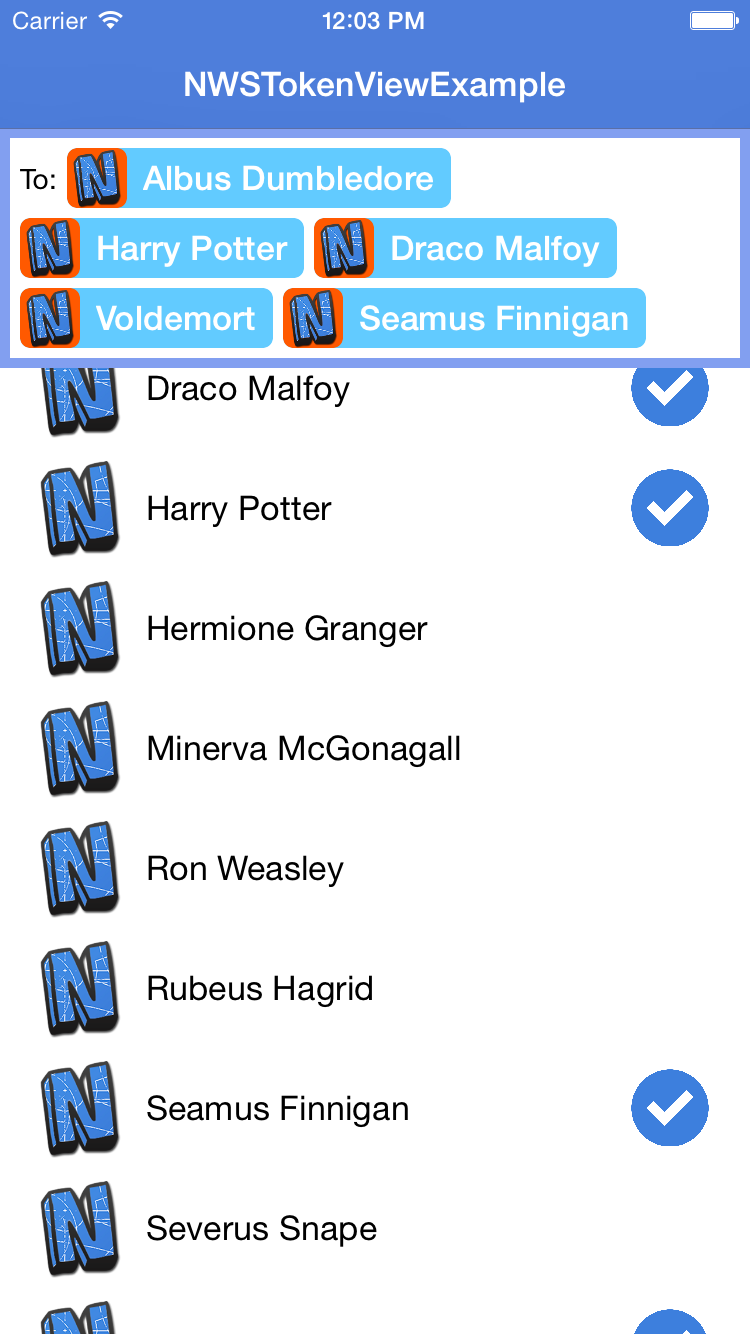 Carrier 12:03 PM
NWSTokenViewExample
To: N Albus Dumbledore
N Harry Potter N Draco Malfoy
N Voldemort N Seamus Finnigan
N Draco Malfoy
N Harry Potter
N Hermione Granger
N Minerva McGonagall
N Ron Weasley
N Rubeus Hagrid
N Seamus Finnigan
N Severus Snape
N